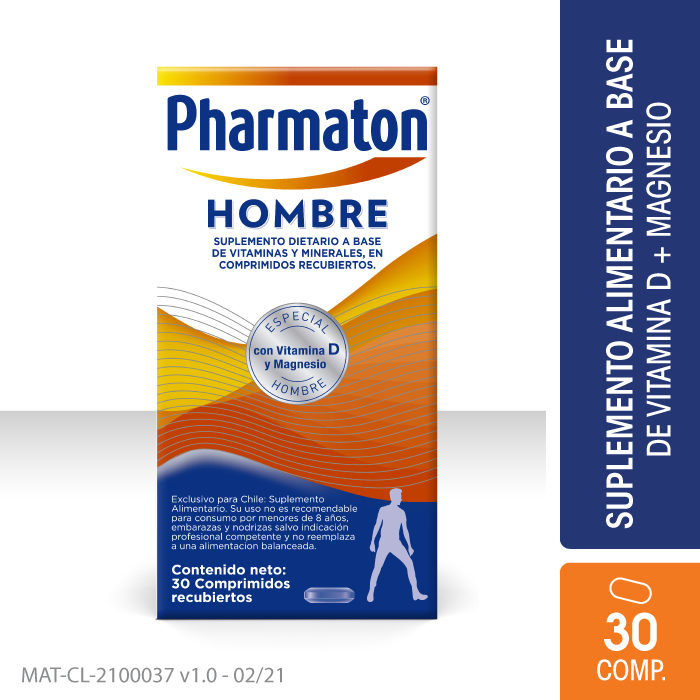 Pharmaton®
HOMBRE
SUPLEMENTO DIETARIO A BASE
DE VITAMINAS Y MINERALES, EN
COMPRIMIDOS RECUBIERTOS.
ESPECIAL
con Vitamina D
y Magnesio
HOMBRE
Exclusivo para Chile: Suplemento
Alimentario. Su uso no es recomendable
para consumo por menores de 8 años,
embarazas y nodrizas salvo indicación
profesional competente y no reemplaza
a una alimentacion balanceada.
Contenido neto:
30 Comprimidos
recubiertos
SUPLEMENTO ALIMENTARIO A BASE
DE VITAMINA D + MAGNESIO
30
COMP.
MAT-CL-2100037 v1.0 - 02/21